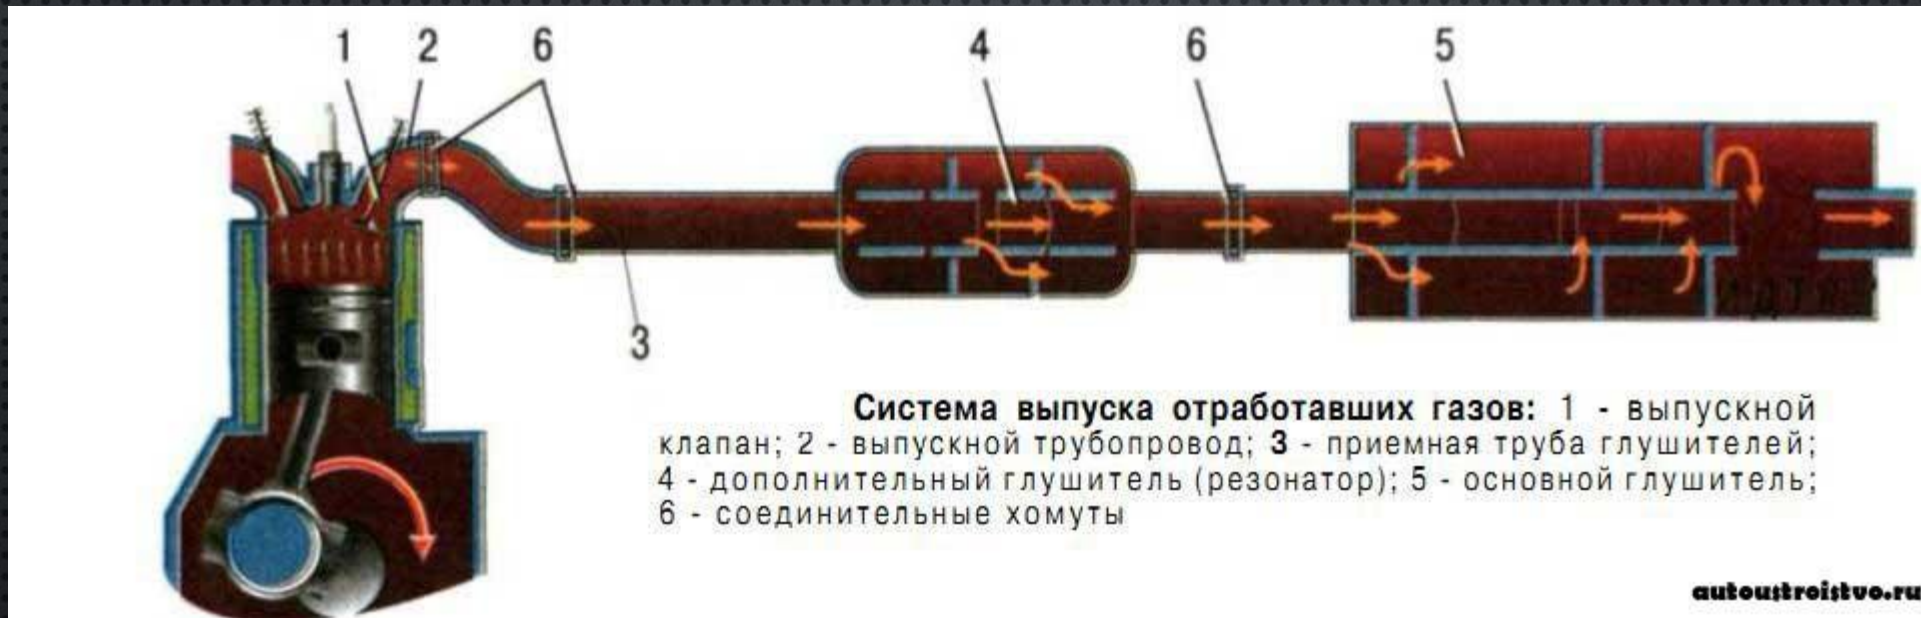 1 2 6 4 6 5
3
Система выпуска отработавших газов: 1 - выпускной
клапан; 2 - выпускной трубопровод; 3 - приемная труба глушителей;
4 - дополнительный глушитель (резонатор); 5 - основной глушитель;
6 - соединительные хомуты
autoustroistvo.ru